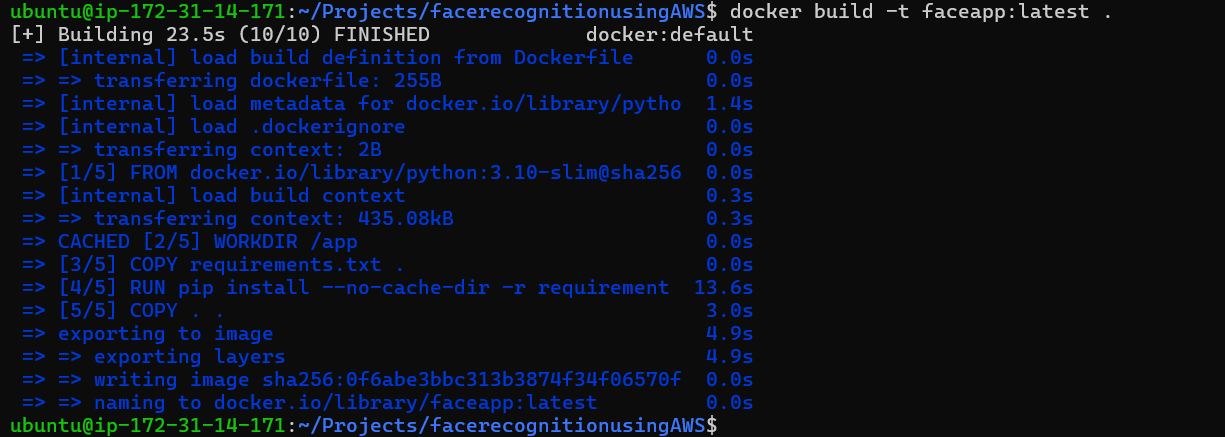 ubuntu@ip-172-31-14-171:~/Projects/facerecognitionusingAWS$ docker build -t faceapp:latest .
[+] Building 23.5s (10/10) FINISHED docker:default
=> [internal] load build definition from Dockerfile 0.0s
=> => transferring dockerfile: 255B 0.0s
=> [internal] load metadata for docker.io/library/pytho 1.4s
=> [internal] load .dockerignore 0.0s
=> => transferring context: 2B 0.0s
=> [1/5] FROM docker.io/library/python:3.10-slim@sha256 0.0s
=> [internal] load build context 0.3s
=> => transferring context: 435.08kB 0.3s
=> CACHED [2/5] WORKDIR /app 0.0s
=> [3/5] COPY requirements.txt . 0.0s
=> [4/5] RUN pip install --no-cache-dir -r requirement 13.6s
=> [5/5] COPY . . 3.0s
=> exporting to image 4.9s
=> => exporting layers 4.9s
=> => writing image sha256:0f6abe3bbc313b3874f34f06570f 0.0s
=> => naming to docker.io/library/faceapp:latest 0.0s
ubuntu@ip-172-31-14-171:~/Projects/facerecognitionusingAWS$